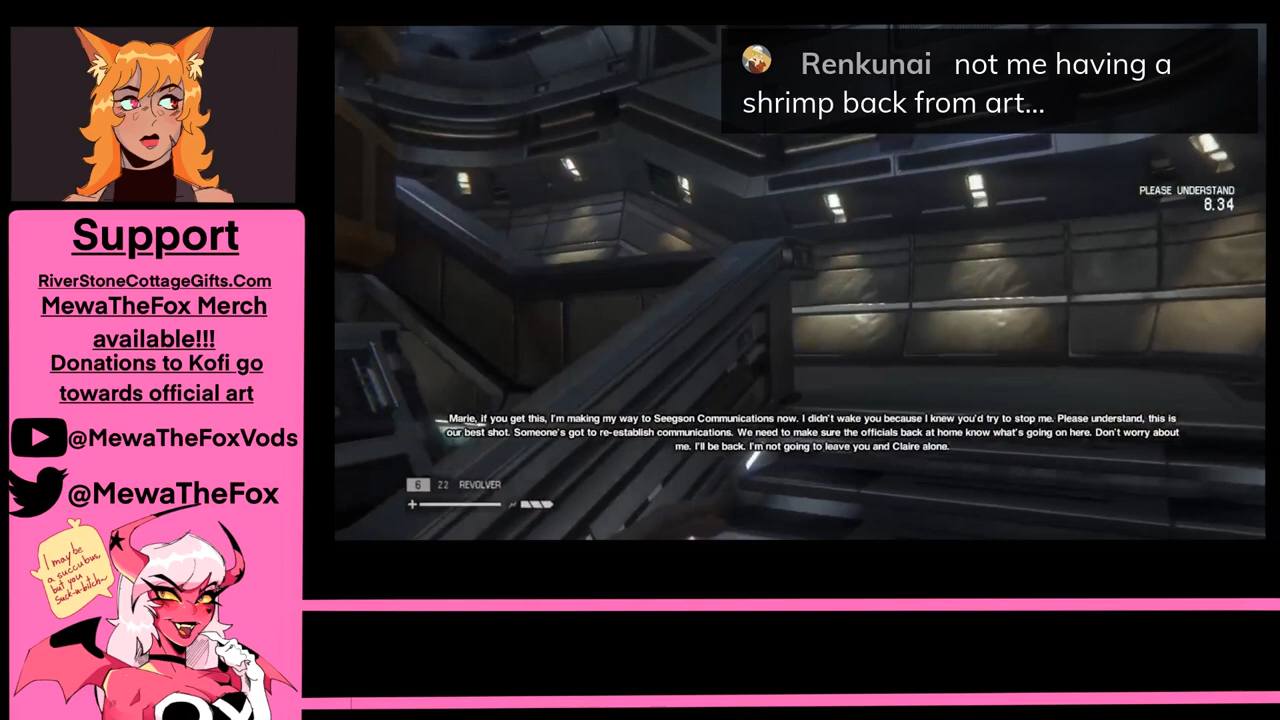 Renkunai not me having a
shrimp back from art...
PLEASE UNDERSTAND
8.34
Support
RiverStoneCottageGifts.Com
MewaTheFox Merch
available!!!
Donations to Kofi go
towards official art
@MewaTheFoxVods
@MewaTheFox
I may be
a succubus,
but you
suck-a-bitch~
Marie, if you get this, I'm making my way to Seegson Communications now. I didn't wake you because I knew you'd try to stop me. Please understand, this is
our best shot. Someone's got to re-establish communications. We need to make sure the officials back at home know what's going on here. Don't worry about
me. I'll be back. I'm not going to leave you and Claire alone.
6 22 REVOLVER